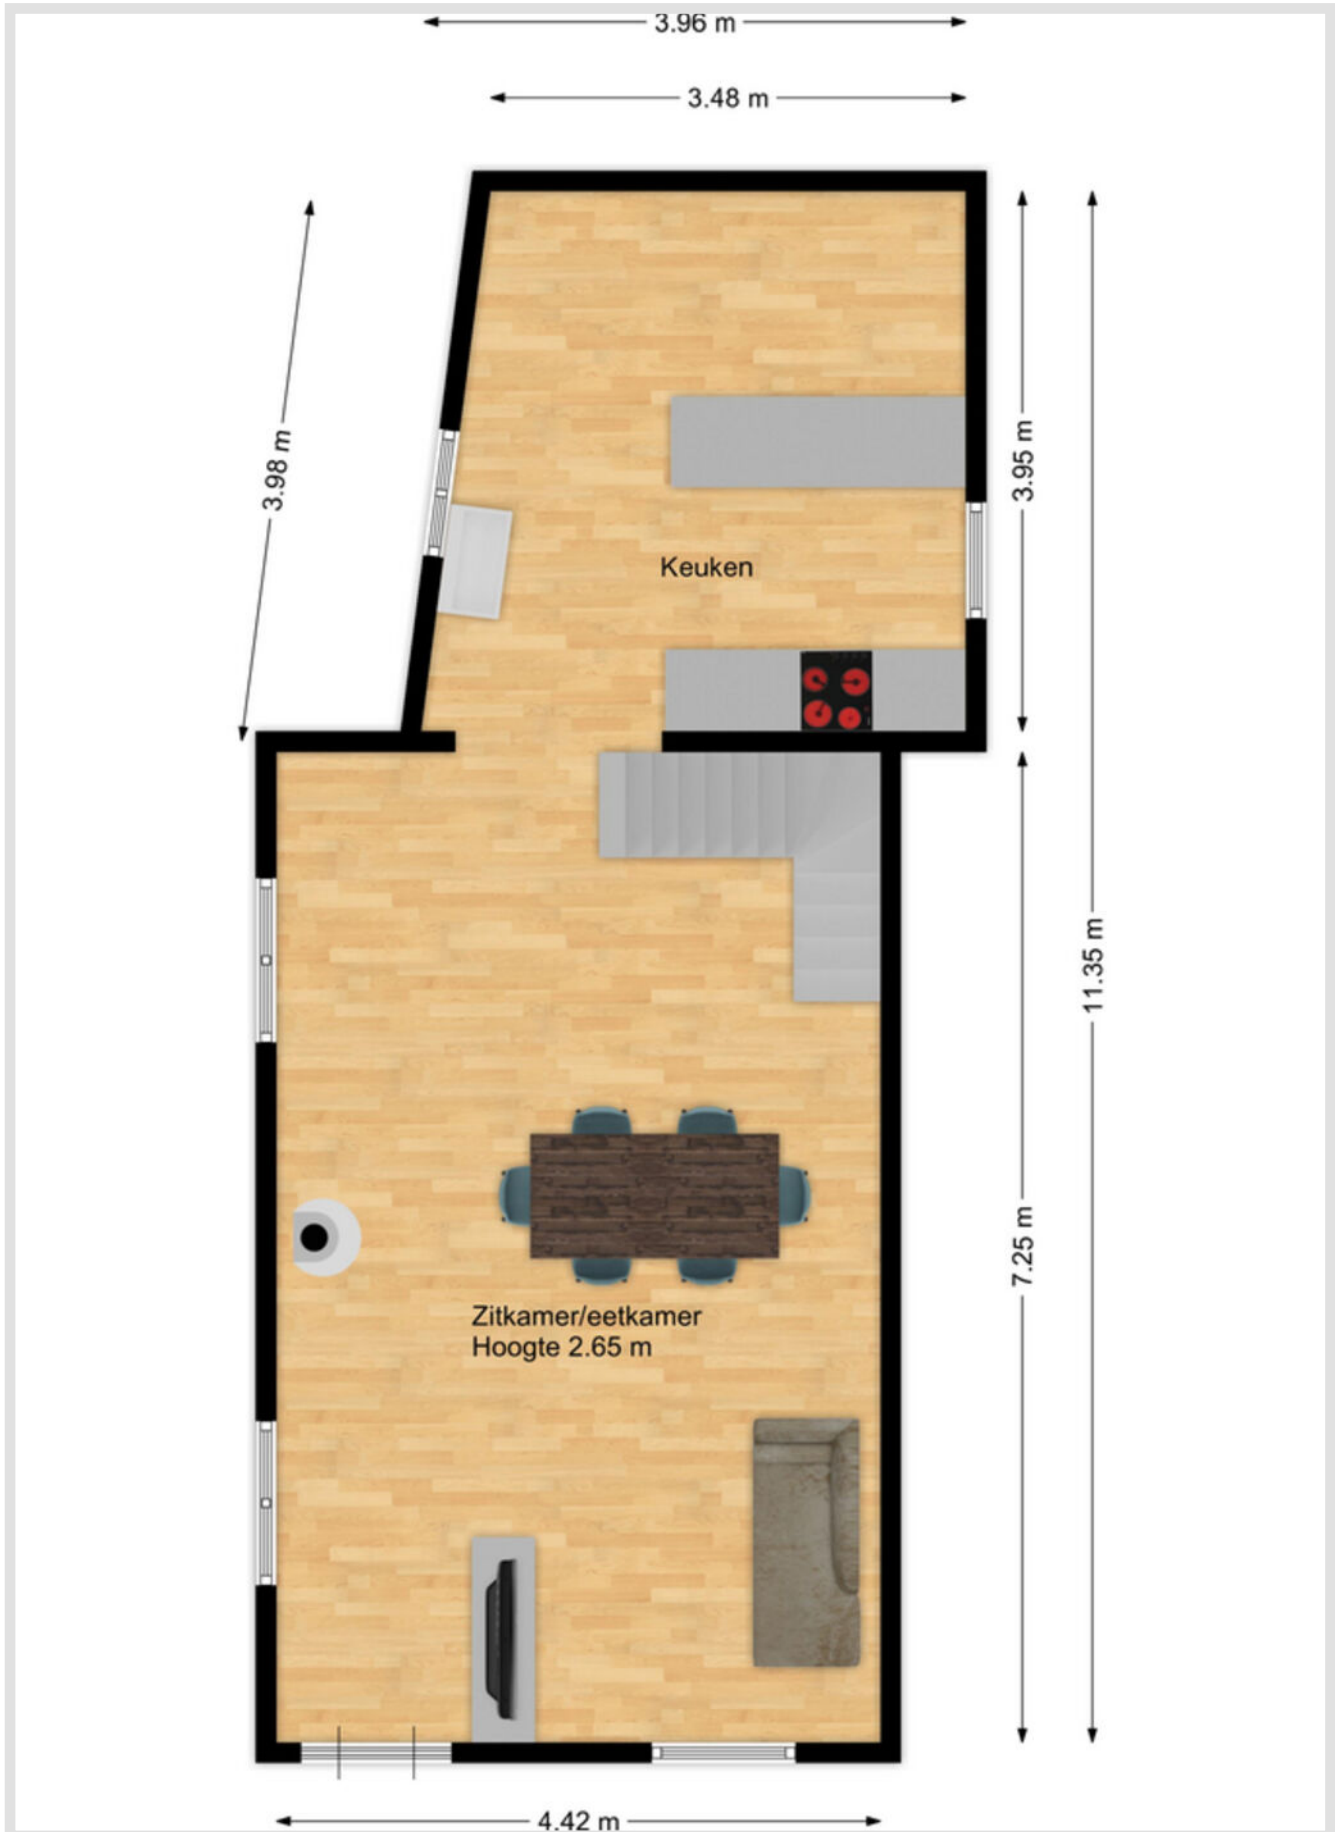 3.96 m
3.48 m
3.98 m
3.95 m
Keuken
11.35 m
7.25 m
Zitkamer/eetkamer
Hoogte 2.65 m
4.42 m